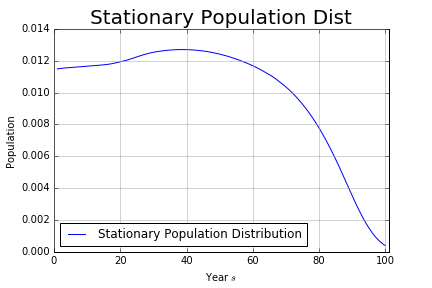 Stationary Population Dist
0.014
0.012
0.010
0.008
0.006
0.004
0.002
0.000
Population
Stationary Population Distribution
0 20 40 60 80 100
Year s